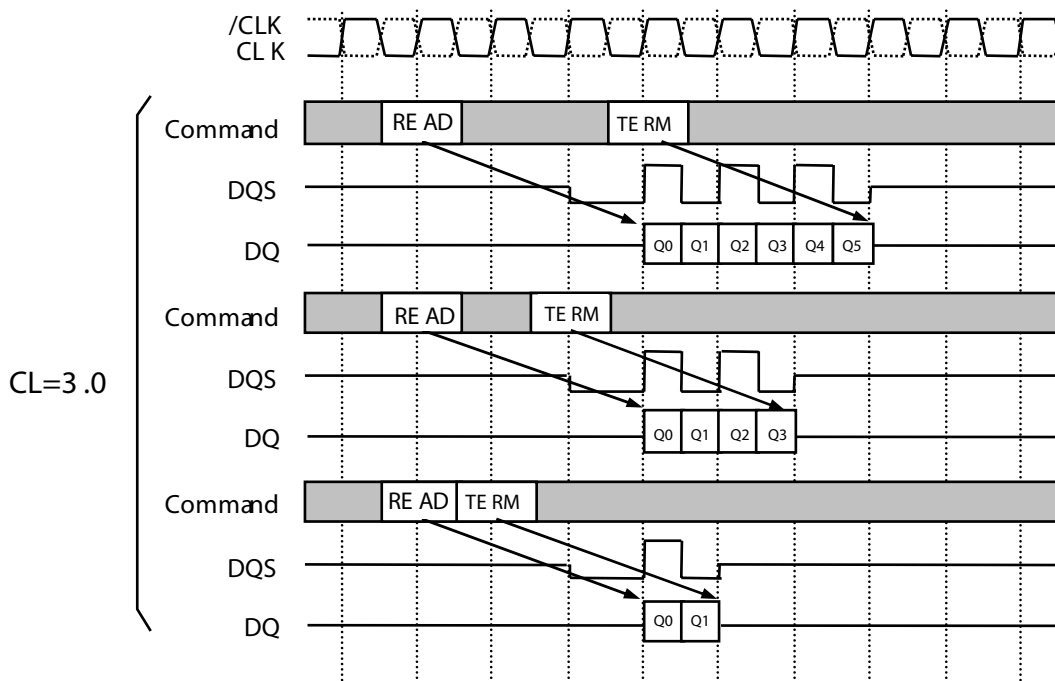 /CLK
CL K
Command
RE AD
TE RM
DQS
DQ
Q0 Q1 Q2 Q3 Q4 Q5
Command
RE AD
TE RM
CL=3 .0
DQS
DQ
Q0 Q1 Q2 Q3
Command
RE AD
TE RM
DQS
DQ
Q0 Q1